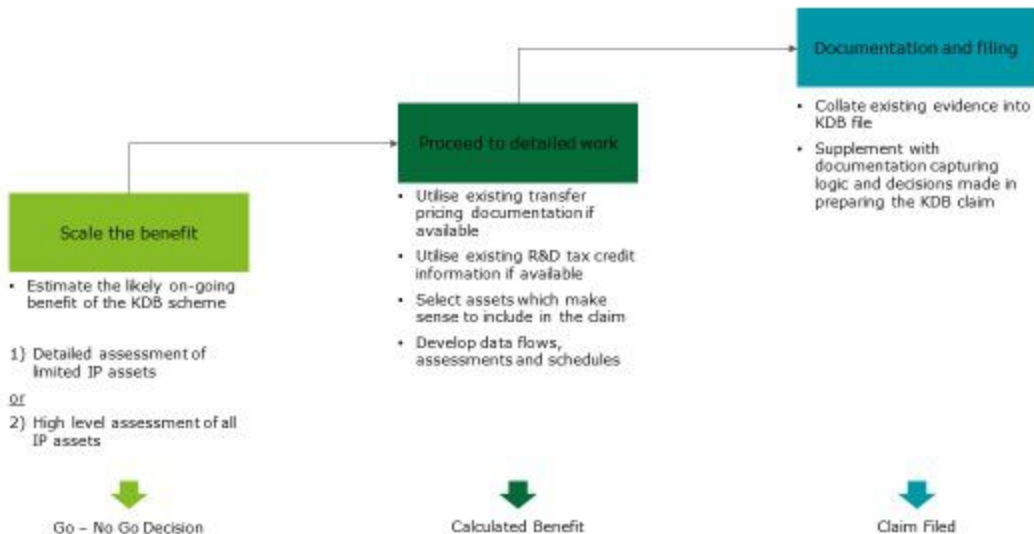 Scale the benefit
• Estimate the likely on-going
benefit of the KDB scheme
1) Detailed assessment of
limited IP assets
or
2) High level assessment of all
IP assets
Go – No Go Decision
Proceed to detailed work
• Utilise existing transfer
pricing documentation if
available
• Utilise existing R&D tax credit
information if available
• Select assets which make
sense to include in the claim
• Develop data flows,
assessments and schedules
Calculated Benefit
Documentation and filing
• Collate existing evidence into
KDB file
• Supplement with
documentation capturing
logic and decisions made in
preparing the KDB claim
Claim Filed